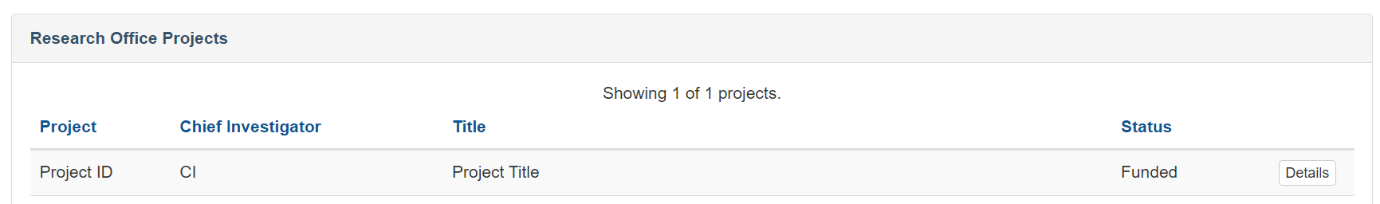 Research Office Projects
Showing 1 of 1 projects.
Project Chief Investigator Title Status
Project ID CI Project Title Funded Details